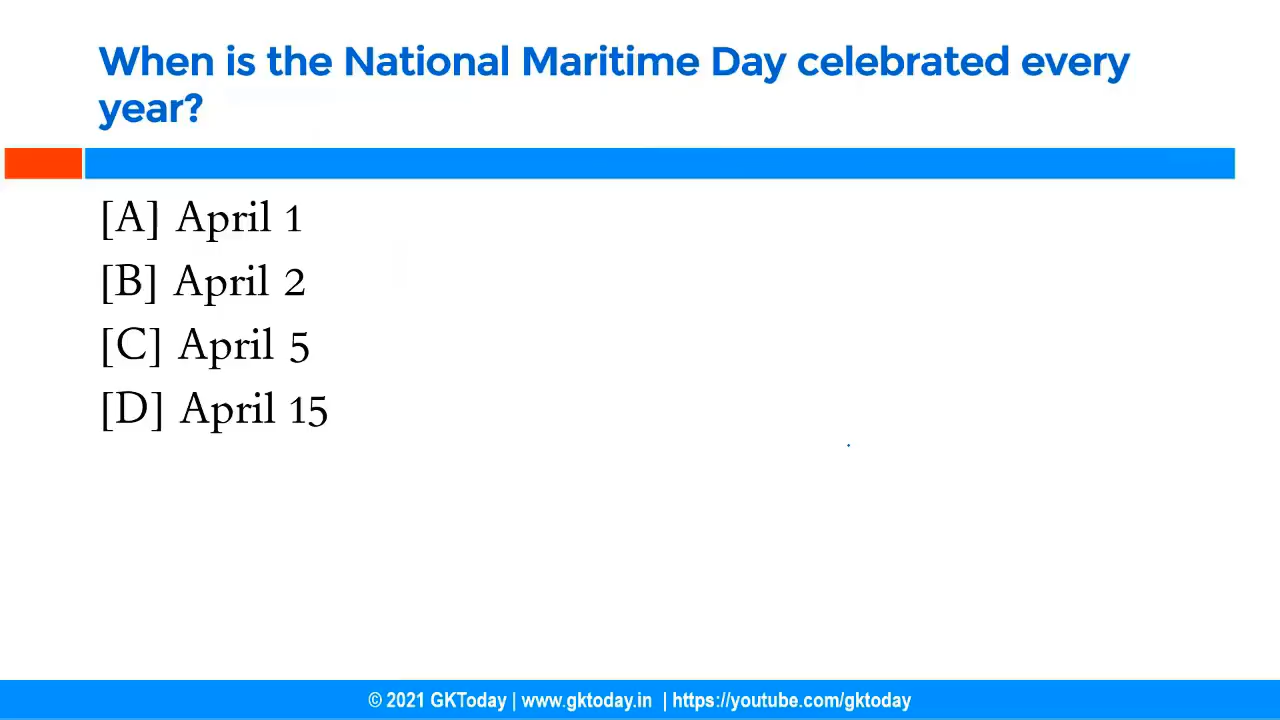 When is the National Maritime Day celebrated every
year?
[A] April 1
[B] April 2
[C] April 5
[D] April 15
© 2021 GKToday | www.gktoday.in | https://youtube.com/gktoday